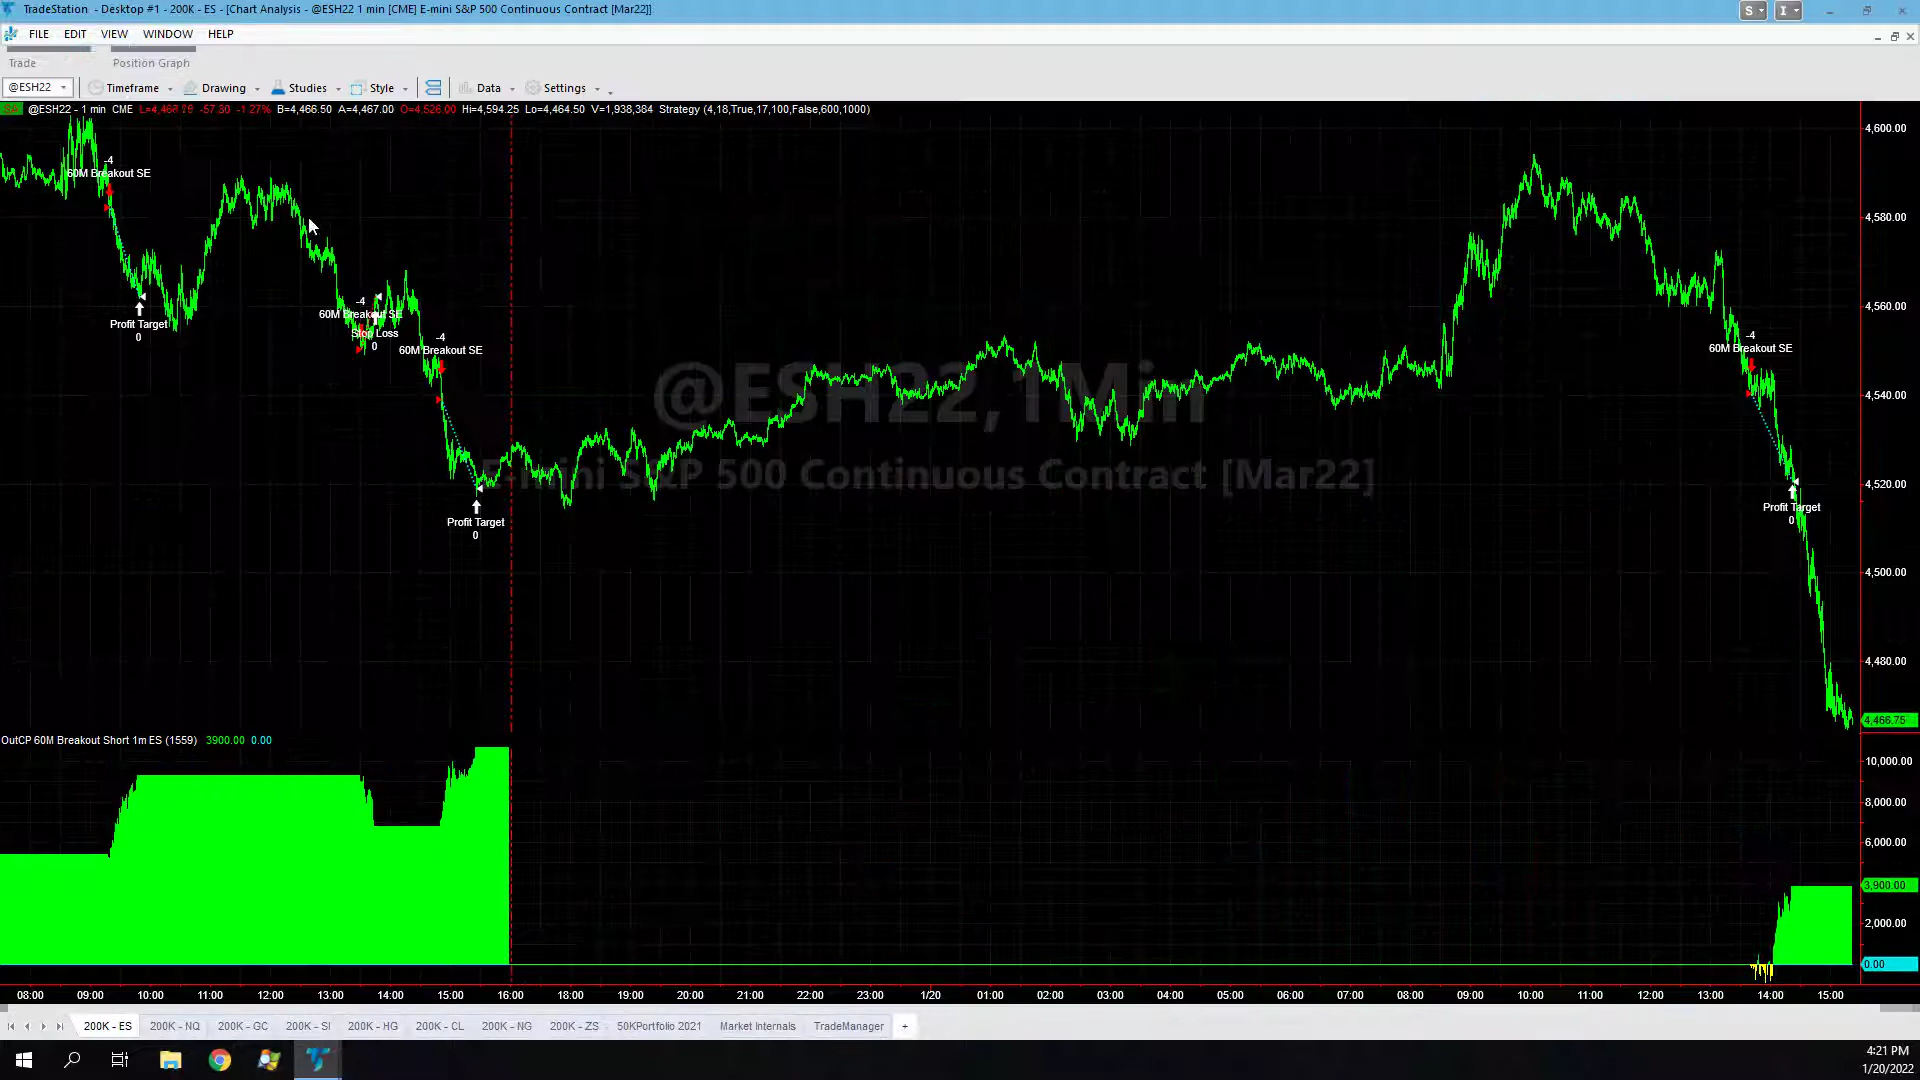 TradeStation - Desktop #1 - 200K - ES - [Chart Analysis - @ESH22 1 min [CME] E-mini S&P 500 Continuous Contract [Mar22]]
S
I
FILE EDIT VIEW WINDOW HELP
Trade
Position Graph
@ESH22
Timeframe
Drawing
Studies
Style
Data
Settings
@ESH22 - 1 min CME L=4,466.75 -57.30 -1.27% B=4,466.50 A=4,467.00 O=4,526.00 Hi=4,594.25 Lo=4,464.50 V=1,938,384 Strategy (4,18,True,17,100,False,600,1000)
@ESH22,1Min
E-mini S&P 500 Continuous Contract [Mar22]
-4
60M Breakout SE
Profit Target
0
-4
60M Breakout SE
Stop Loss
0
-4
60M Breakout SE
Profit Target
0
-4
60M Breakout SE
Profit Target
0
4,600.00
4,580.00
4,560.00
4,540.00
4,520.00
4,500.00
4,480.00
4,466.75
OutCP 60M Breakout Short 1m ES (1559) 3900.00 0.00
10,000.00
8,000.00
6,000.00
3,900.00
2,000.00
0.00
08:00 09:00 10:00 11:00 12:00 13:00 14:00 15:00 16:00 18:00 19:00 20:00 21:00 22:00 23:00 1/20 01:00 02:00 03:00 04:00 05:00 06:00 07:00 08:00 09:00 10:00 11:00 12:00 13:00 14:00 15:00
200K - ES 200K - NQ 200K - GC 200K - SI 200K - HG 200K - CL 200K - NG 200K - ZS 50KPortfolio 2021 Market Internals TradeManager +
4:21 PM
1/20/2022